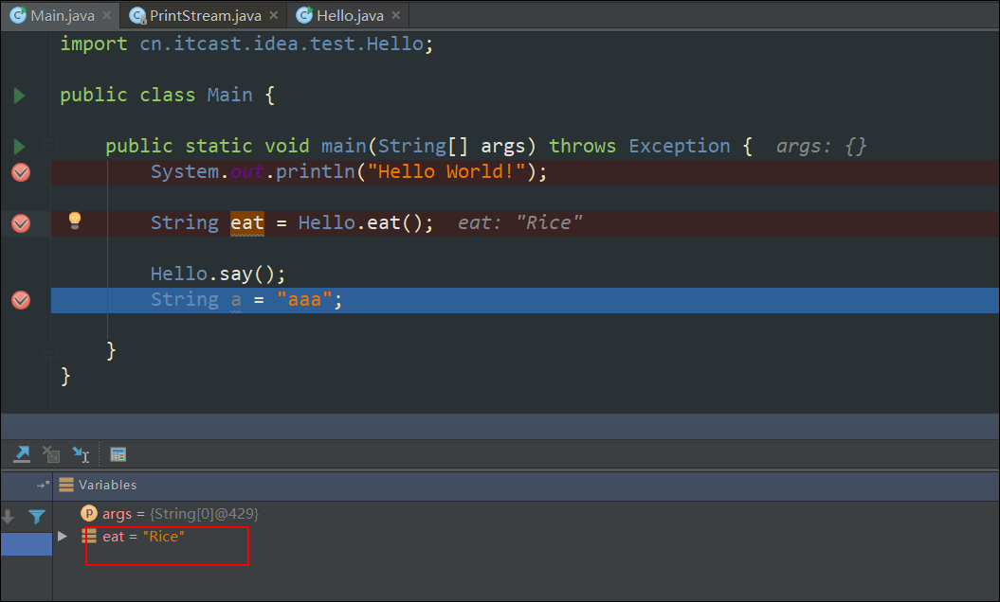 Main.java × PrintStream.java × Hello.java ×
import cn.itcast.idea.test.Hello;
public class Main {
public static void main(String[] args) throws Exception { args: {}
System.out.println("Hello World!");
String eat = Hello.eat(); eat: "Rice"
Hello.say();
String a = "aaa";
}
}
Variables
args = {String[0]@429}
eat = "Rice"